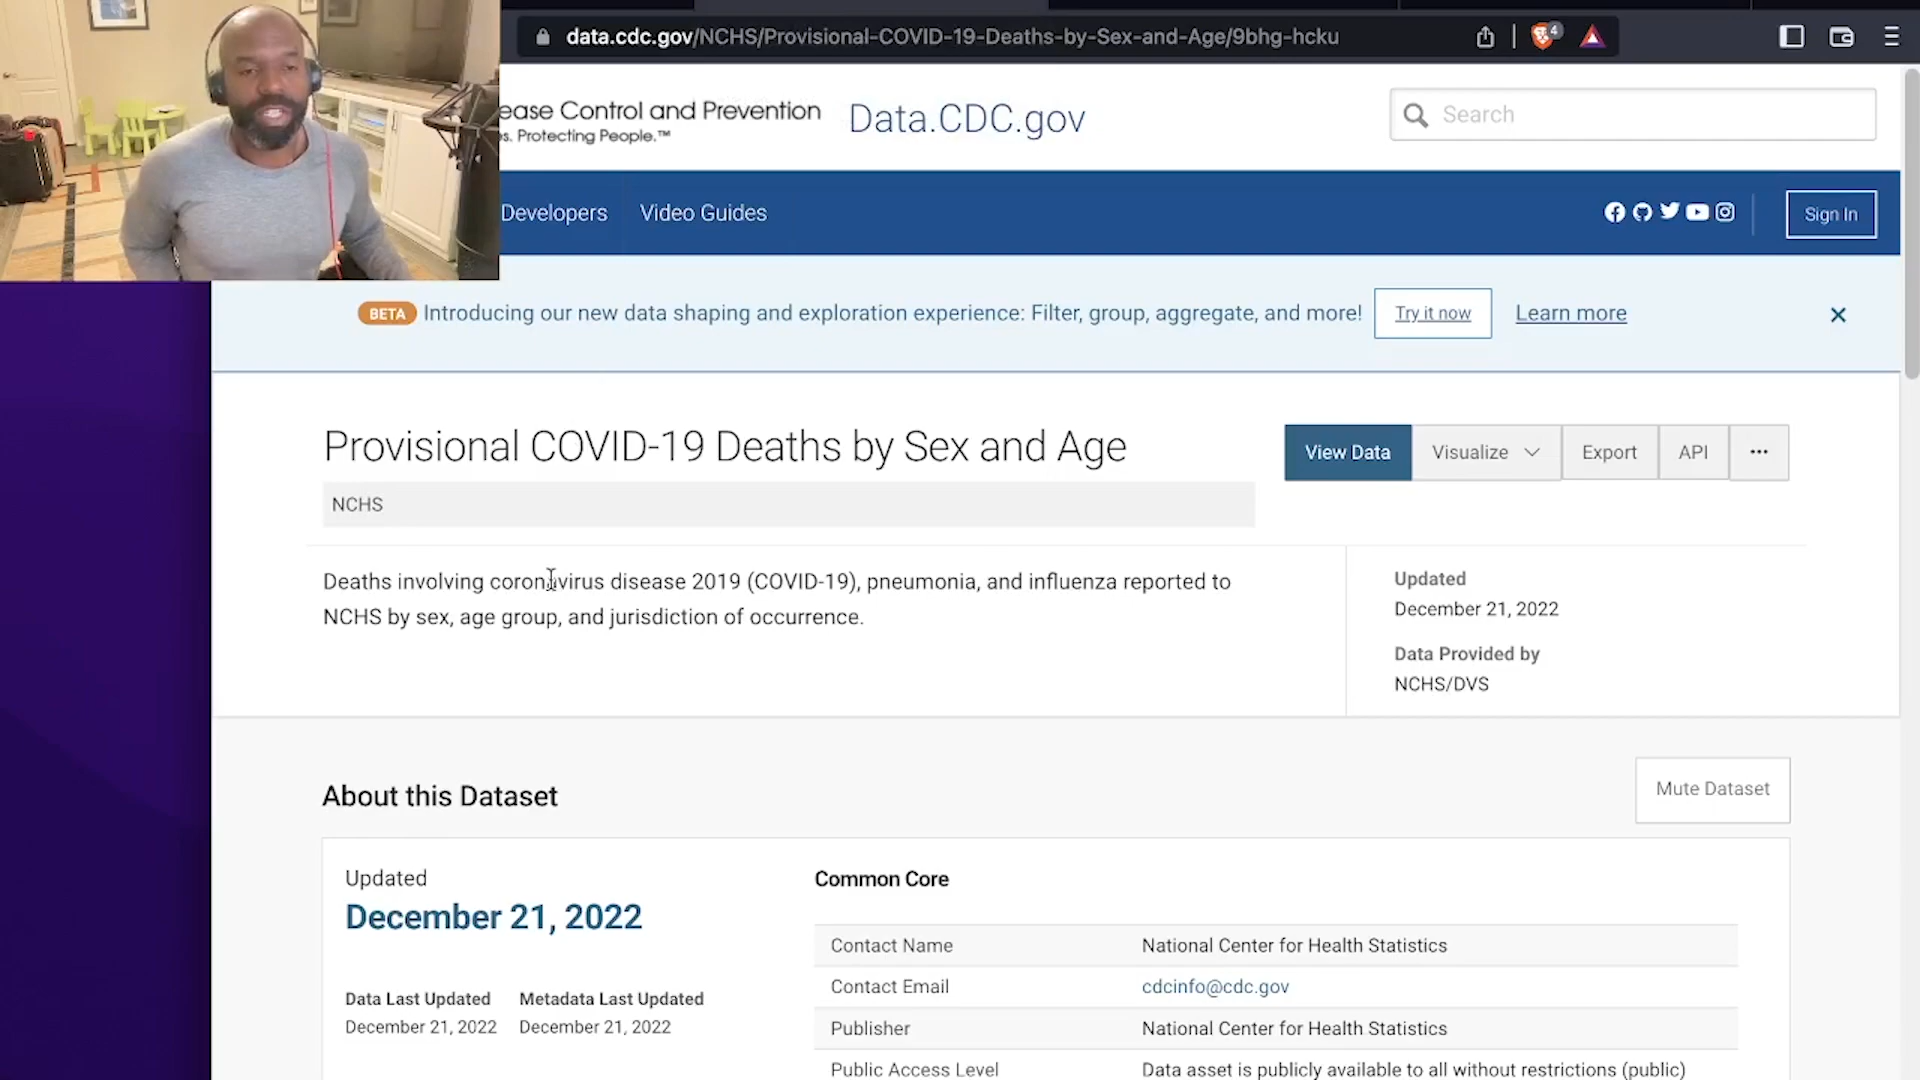 data.cdc.gov/NCHS/Provisional-COVID-19-Deaths-by-Sex-and-Age/9bhg-hcku
4
ease Control and Prevention
s. Protecting People.™
Data.CDC.gov
Search
Developers
Video Guides
Sign In
BETA Introducing our new data shaping and exploration experience: Filter, group, aggregate, and more! Try it now Learn more
Provisional COVID-19 Deaths by Sex and Age
View Data
Visualize
Export
API
NCHS
Deaths involving coronavirus disease 2019 (COVID-19), pneumonia, and influenza reported to
NCHS by sex, age group, and jurisdiction of occurrence.
Updated
December 21, 2022
Data Provided by
NCHS/DVS
About this Dataset
Mute Dataset
Updated
December 21, 2022
Data Last Updated
December 21, 2022
Metadata Last Updated
December 21, 2022
Common Core
Contact Name National Center for Health Statistics
Contact Email cdcinfo@cdc.gov
Publisher National Center for Health Statistics
Public Access Level Data asset is publicly available to all without restrictions (public)